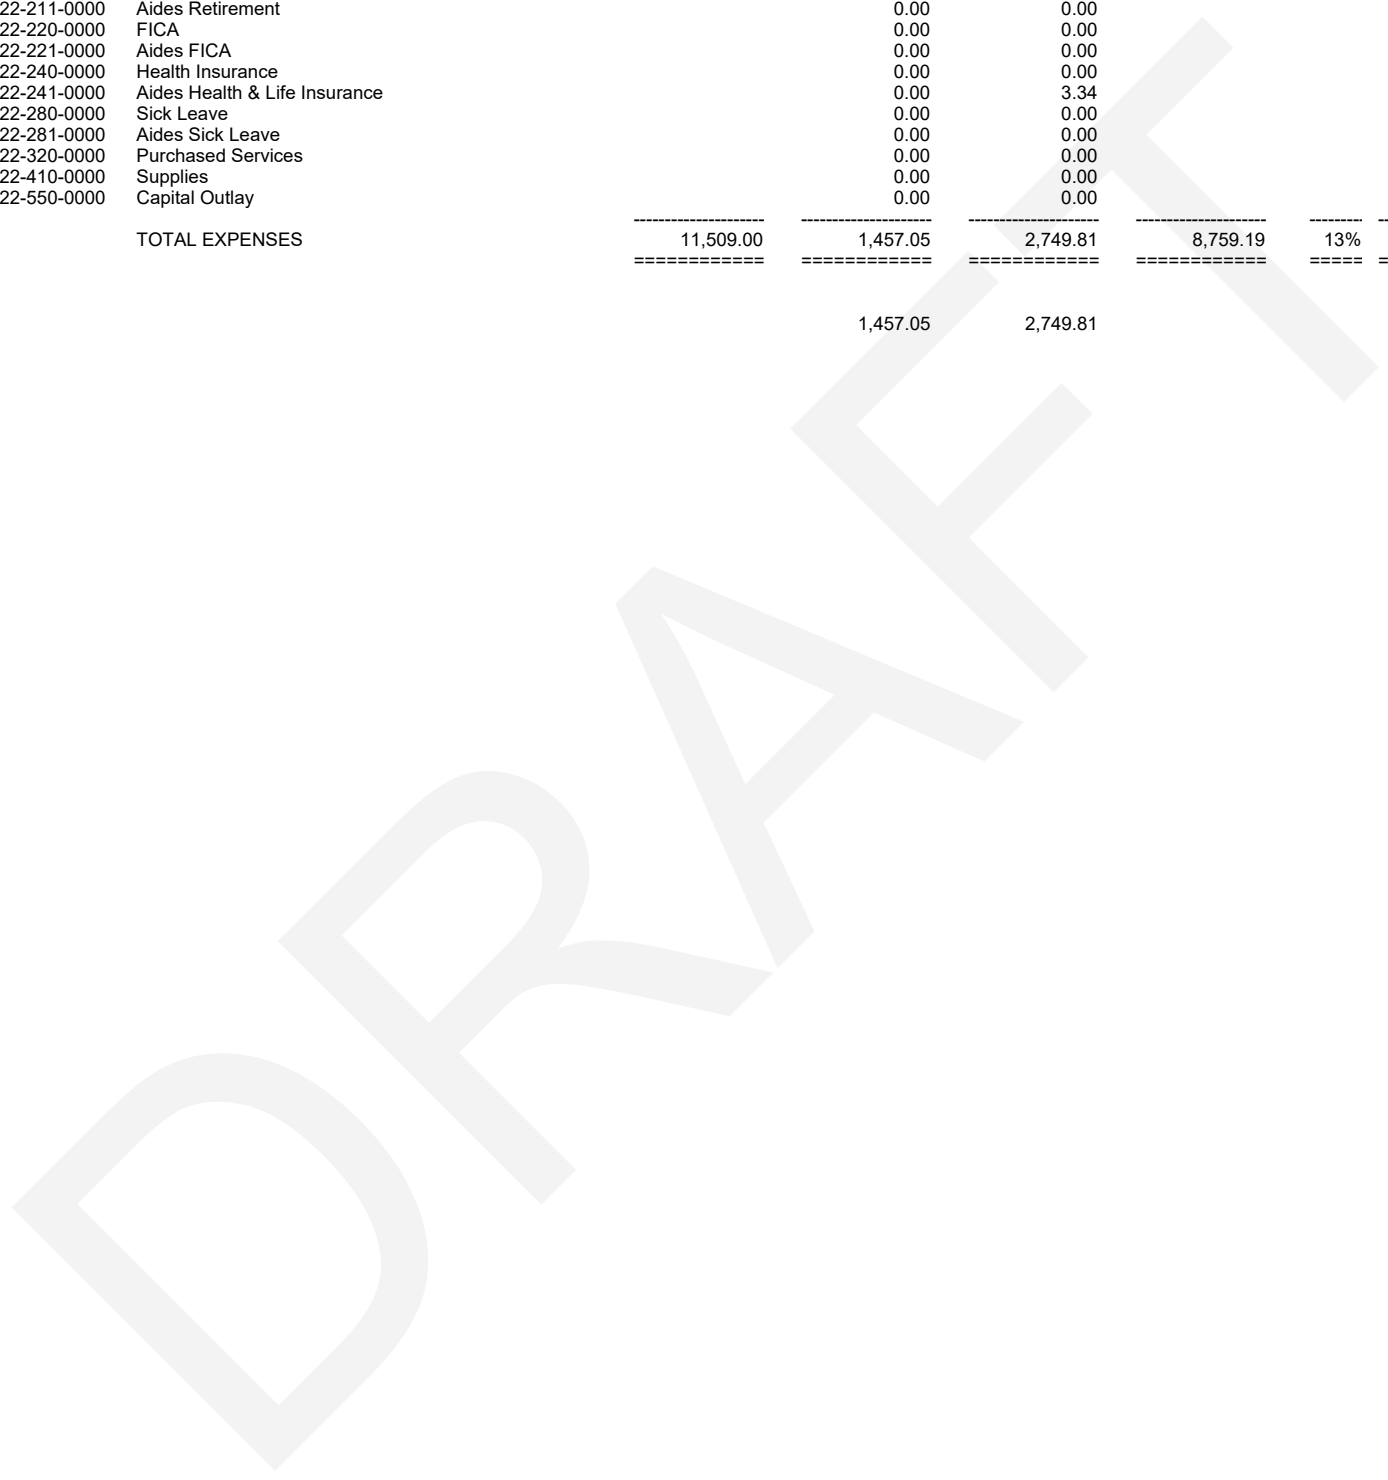 22-211-0000 Aides Retirement 0.00 0.00
22-220-0000 FICA 0.00 0.00
22-221-0000 Aides FICA 0.00 0.00
22-240-0000 Health Insurance 0.00 0.00
22-241-0000 Aides Health & Life Insurance 0.00 3.34
22-280-0000 Sick Leave 0.00 0.00
22-281-0000 Aides Sick Leave 0.00 0.00
22-320-0000 Purchased Services 0.00 0.00
22-410-0000 Supplies 0.00 0.00
22-550-0000 Capital Outlay 0.00 0.00
TOTAL EXPENSES 11,509.00 1,457.05 2,749.81 8,759.19 13%
1,457.05 2,749.81
DRAFT